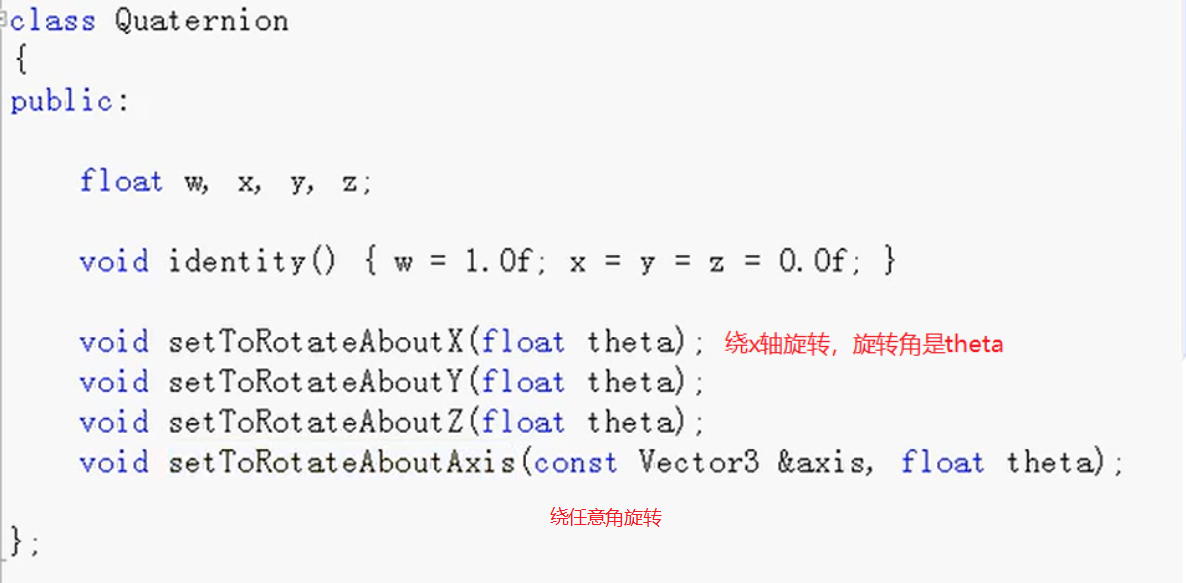 class Quaternion
{
public:
float w, x, y, z;
void identity() { w = 1.0f; x = y = z = 0.0f; }
void setToRotateAboutX(float theta); 绕x轴旋转，旋转角是theta
void setToRotateAboutY(float theta);
void setToRotateAboutZ(float theta);
void setToRotateAboutAxis(const Vector3 &axis, float theta);
绕任意角旋转
};